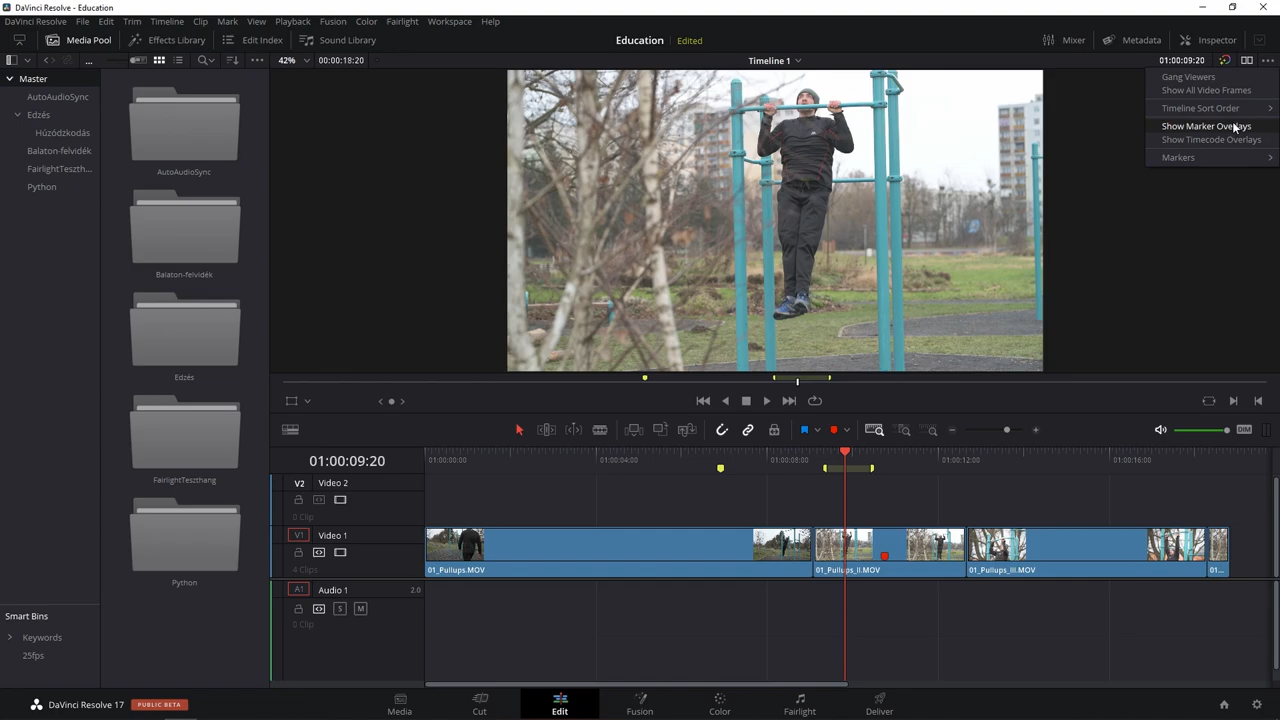 DaVinci Resolve - Education
DaVinci Resolve File Edit Trim Timeline Clip Mark View Playback Fusion Color Fairlight Workspace Help
Media Pool Effects Library Edit Index Sound Library Education Edited Mixer Metadata Inspector
42% 00:00:18:20 Timeline 1 01:00:09:20
Master
AutoAudioSync
Edzés
Húzódzkodás
Balaton-felvidék
FairlightTeszth...
Python
AutoAudioSync
Balaton-felvidék
Edzés
FairlightTeszthang
Python
Smart Bins
Keywords
25fps
Gang Viewers
Show All Video Frames
Timeline Sort Order
Show Marker Overlays
Show Timecode Overlays
Markers
DIM
01:00:09:20
01:00:00:00 01:00:04:00 01:00:08:00 01:00:12:00 01:00:16:00
V2 Video 2
0 Clip
V1 Video 1
4 Clips
01_Pullups.MOV 01_Pullups_II.MOV 01_Pullups_III.MOV 01...
A1 Audio 1 2.0
S M
0 Clip
DaVinci Resolve 17 PUBLIC BETA
Media Cut Edit Fusion Color Fairlight Deliver